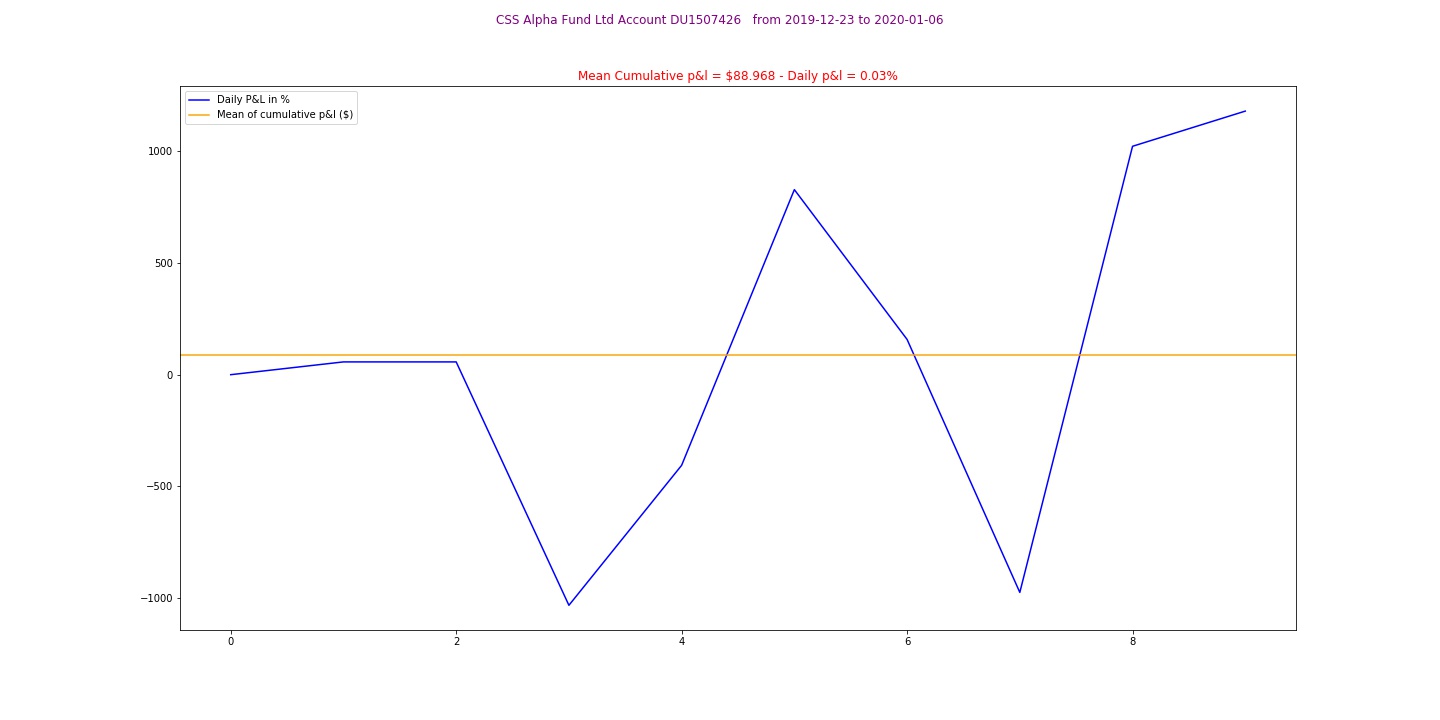 CSS Alpha Fund Ltd Account DU1507426   from 2019-12-23 to 2020-01-06
Mean Cumulative p&l = $88.968 - Daily p&l = 0.03%
Daily P&L in %
Mean of cumulative p&l ($)
1000
500
0
−500
−1000
0 2 4 6 8